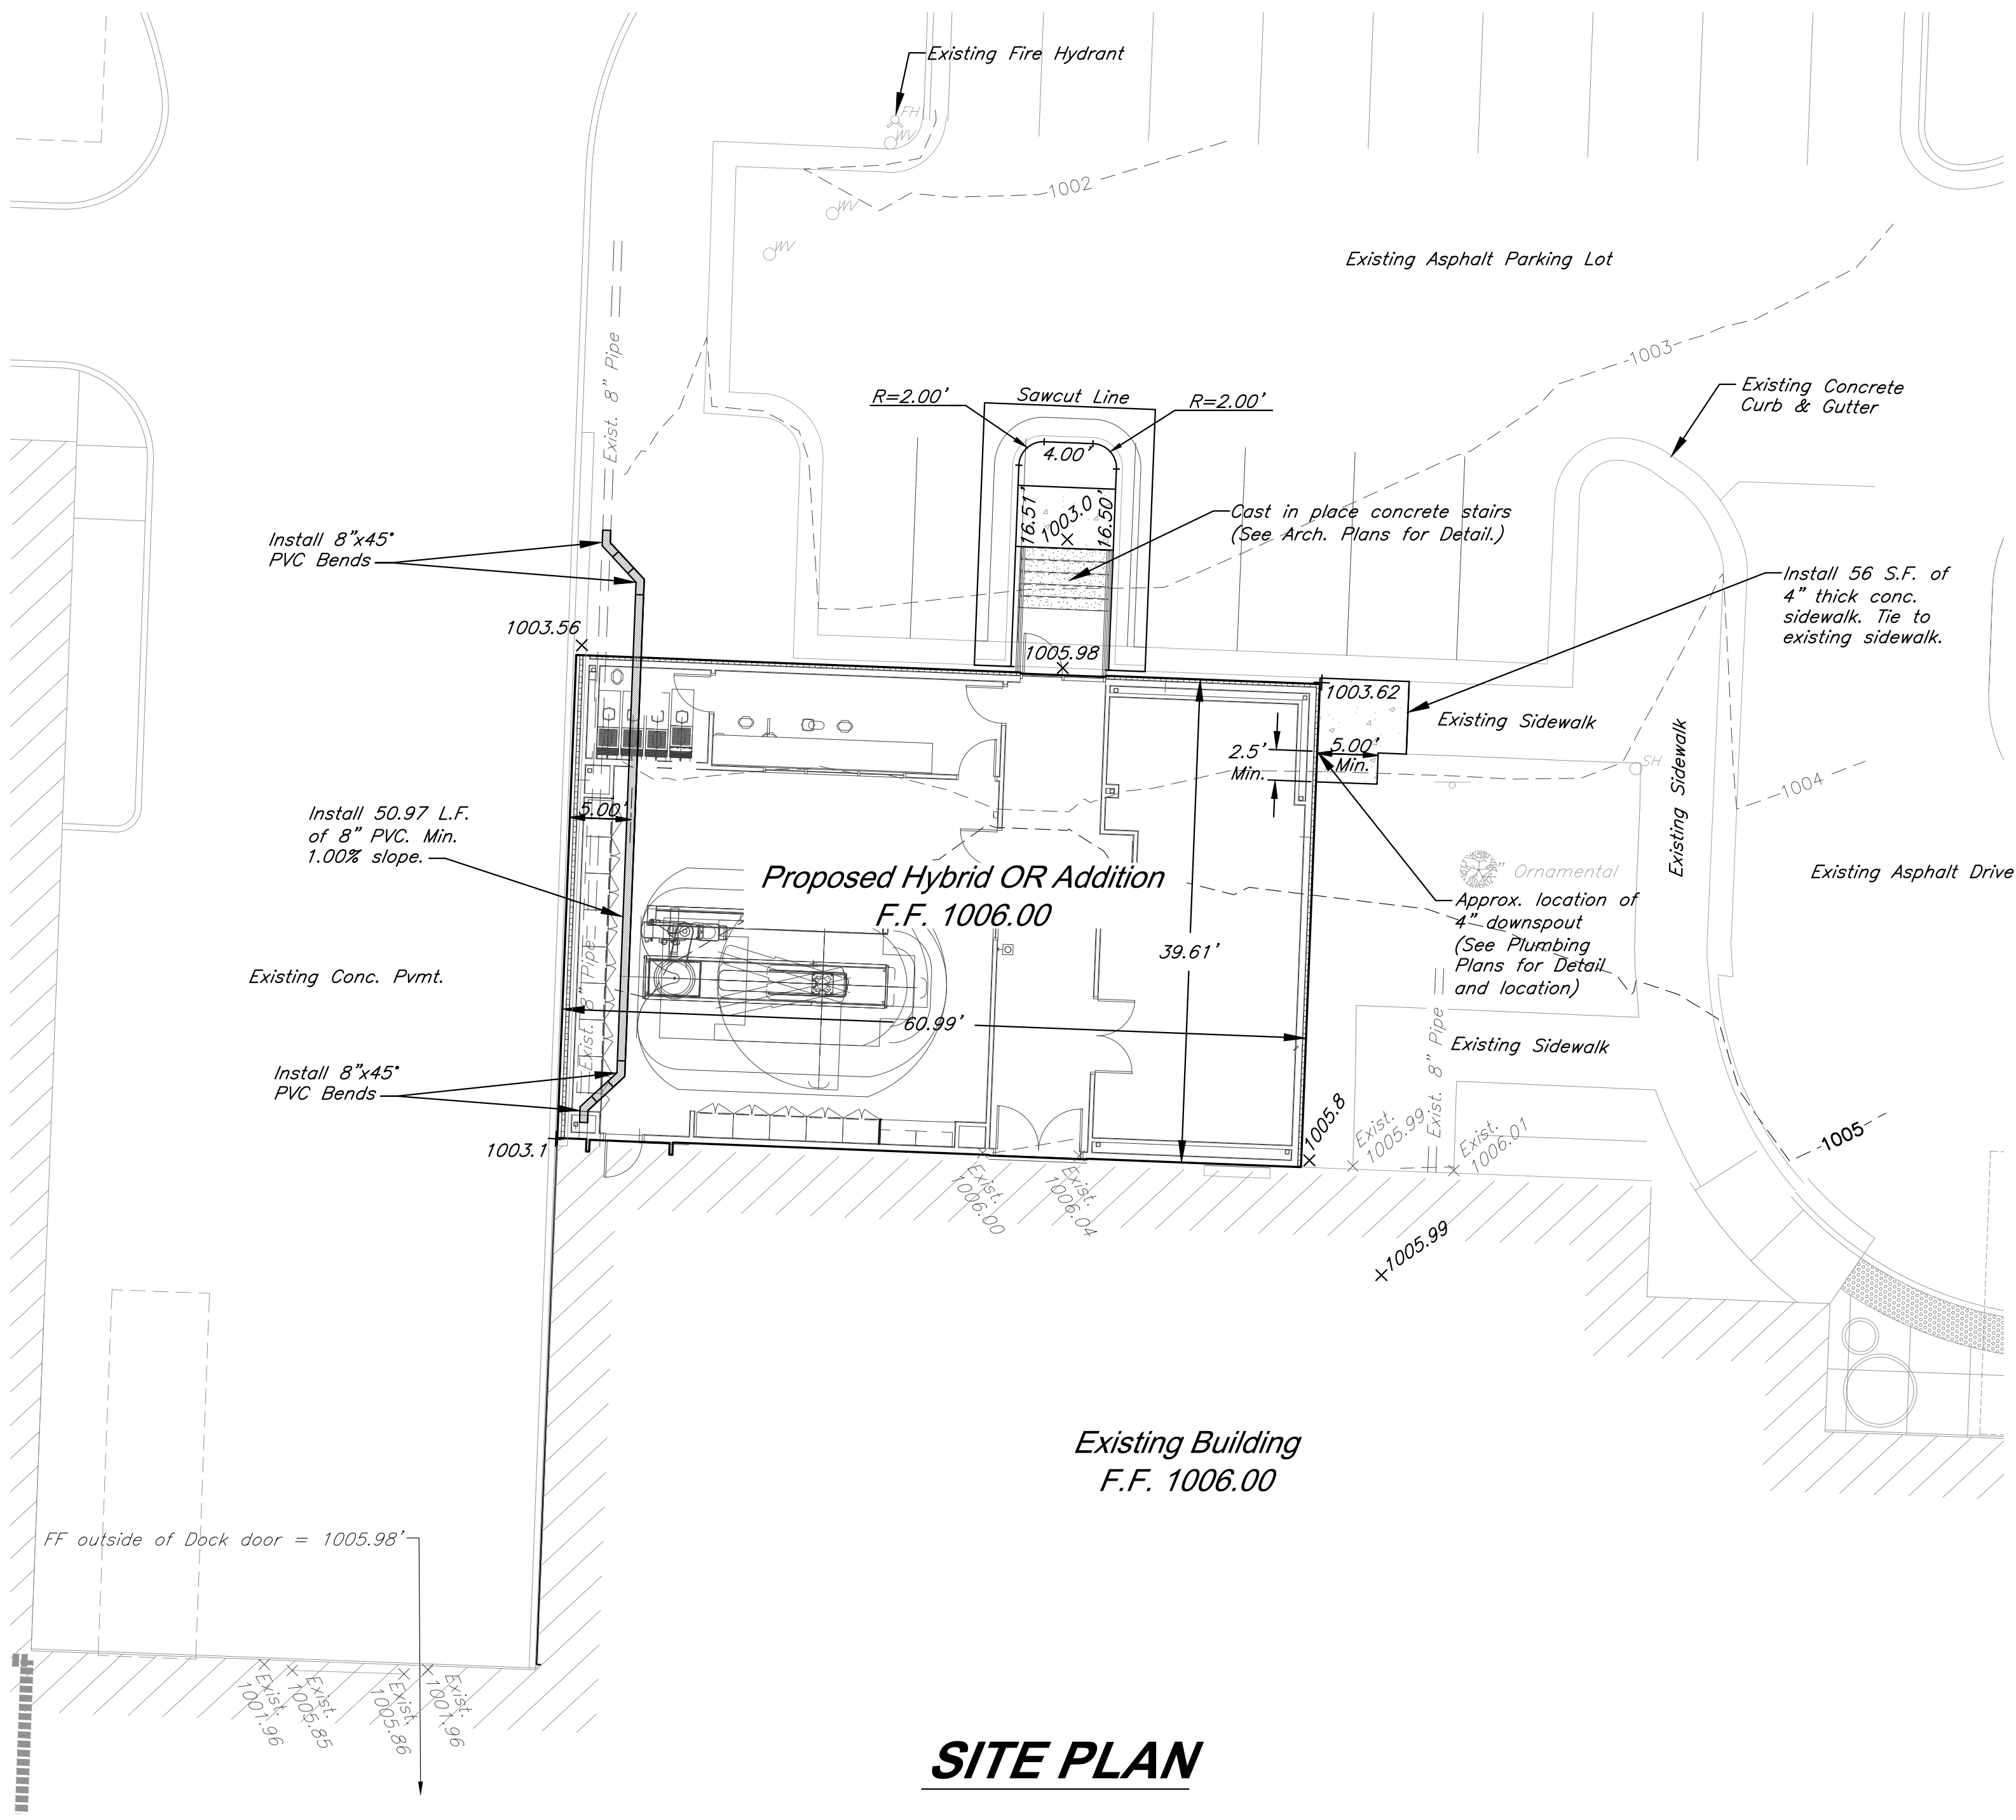 Existing Fire Hydrant
FH
WV
1002
WV
WV
Existing Asphalt Parking Lot
Exist. 8" Pipe
1003
Existing Concrete
Curb & Gutter
Sawcut Line
R=2.00'
R=2.00'
4.00'
16.51'
1003.0
16.50'
Cast in place concrete stairs
(See Arch. Plans for Detail.)
Install 8"x45°
PVC Bends
Install 56 S.F. of
4" thick conc.
sidewalk. Tie to
existing sidewalk.
1003.56
1005.98
1003.62
Existing Sidewalk
Existing Sidewalk
2.5'
Min.
5.00'
Min.
SH
1004
Install 50.97 L.F.
of 8" PVC. Min.
1.00% slope.
5.00'
Proposed Hybrid OR Addition
F.F. 1006.00
" Ornamental
Existing Asphalt Drive
Approx. location of
4" downspout
(See Plumbing
Plans for Detail
and location)
39.61'
Existing Conc. Pvmt.
Exist. 8" Pipe
60.99'
Exist. 8" Pipe
Existing Sidewalk
Install 8"x45°
PVC Bends
1003.1
1005.8
Exist.
1005.99
Exist.
1006.01
1005
Exist.
1006.00
Exist.
1006.04
1005.99
Existing Building
F.F. 1006.00
FF outside of Dock door = 1005.98'
Exist.
1001.96
Exist.
1005.85
Exist.
1005.86
Exist.
1001.96
SITE PLAN